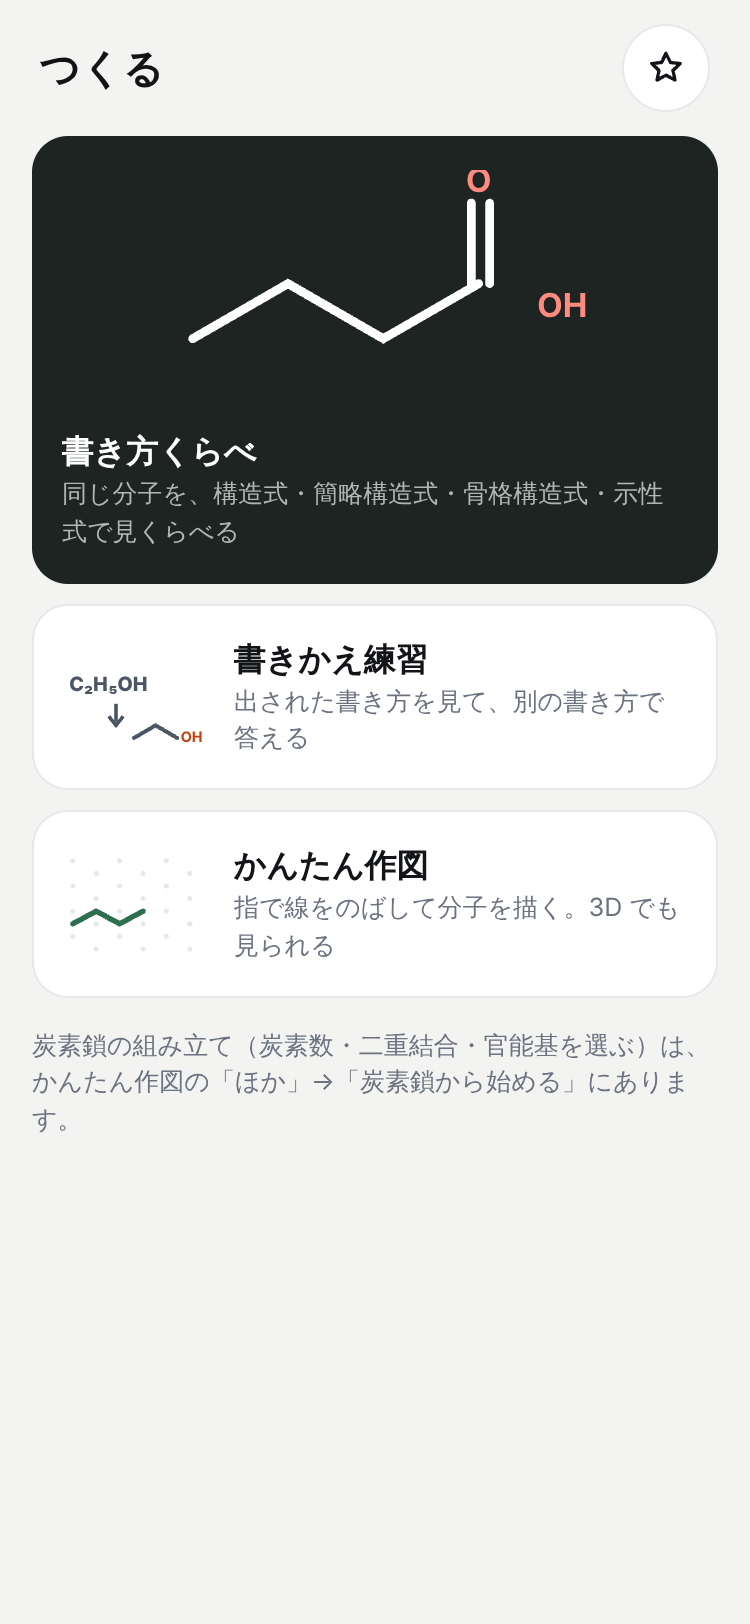 つくる
O
OH
書き方くらべ
同じ分子を、構造式・簡略構造式・骨格構造式・示性
式で見くらべる
書きかえ練習
出された書き方を見て、別の書き方で
答える
C₂H₅OH
OH
かんたん作図
指で線をのばして分子を描く。3D でも
見られる
炭素鎖の組み立て（炭素数・二重結合・官能基を選ぶ）は、
かんたん作図の「ほか」→「炭素鎖から始める」にありま
す。